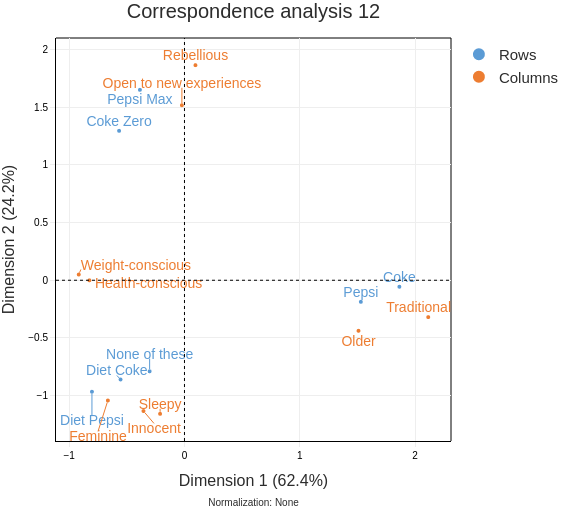 Correspondence analysis 12
Rows
Columns
Dimension 2 (24.2%)
2
1.5
1
0.5
0
−0.5
−1
Rebellious
Open to new experiences
Pepsi Max
Coke Zero
Weight-conscious
Health-conscious
Coke
Pepsi
Traditional
Older
None of these
Diet Coke
Sleepy
Diet Pepsi
Innocent
Feminine
−1
0
1
2
Dimension 1 (62.4%)
Normalization: None